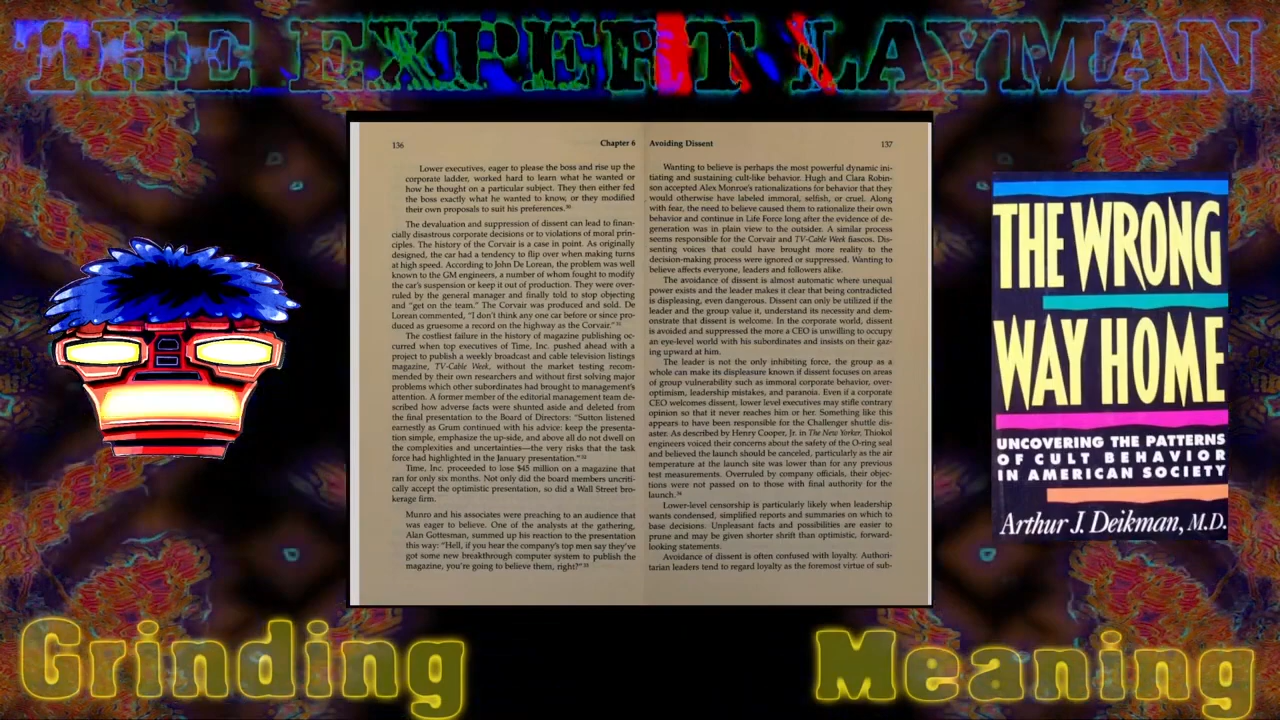 THE EXPERT LAYMAN
136
Chapter 6
Lower executives, eager to please the boss and rise up the
corporate ladder, worked hard to learn what he wanted or
how he thought on a particular subject. They then either fed
the boss exactly what he wanted to know, or they modified
their own proposals to suit his preferences.³⁰
The devaluation and suppression of dissent can lead to finan-
cially disastrous corporate decisions or to violations of moral prin-
ciples. The history of the Corvair is a case in point. As originally
designed, the car had a tendency to flip over when making turns
at high speed. According to John De Lorean, the problem was well
known to the GM engineers, a number of whom fought to modify
the car's suspension or keep it out of production. They were over-
ruled by the general manager and finally told to stop objecting
and "get on the team." The Corvair was produced and sold. De
Lorean commented, "I don't think any one car before or since pro-
duced as gruesome a record on the highway as the Corvair."³¹
The costliest failure in the history of magazine publishing oc-
curred when top executives of Time, Inc. pushed ahead with a
project to publish a weekly broadcast and cable television listings
magazine, TV-Cable Week, without the market testing recom-
mended by their own researchers and without first solving major
problems which other subordinates had brought to management's
attention. A former member of the editorial management team de-
scribed how adverse facts were shunted aside and deleted from
the final presentation to the Board of Directors: "Sutton listened
earnestly as Grum continued with his advice: keep the presenta-
tion simple, emphasize the up-side, and above all do not dwell on
the complexities and uncertainties—the very risks that the task
force had highlighted in the January presentation."³²
Time, Inc. proceeded to lose $45 million on a magazine that
ran for only six months. Not only did the board members uncriti-
cally accept the optimistic presentation, so did a Wall Street bro-
kerage firm.
Munro and his associates were preaching to an audience that
was eager to believe. One of the analysts at the gathering,
Alan Gottesman, summed up his reaction to the presentation
this way: "Hell, if you hear the company's top men say they've
got some new breakthrough computer system to publish the
magazine, you're going to believe them, right?"³³
Avoiding Dissent
137
Wanting to believe is perhaps the most powerful dynamic ini-
tiating and sustaining cult-like behavior. Hugh and Clara Robin-
son accepted Alex Monroe's rationalizations for behavior that they
would otherwise have labeled immoral, selfish, or cruel. Along
with fear, the need to believe caused them to rationalize their own
behavior and continue in Life Force long after the evidence of de-
generation was in plain view to the outsider. A similar process
seems responsible for the Corvair and TV-Cable Week fiascos. Dis-
senting voices that could have brought more reality to the
decision-making process were ignored or suppressed. Wanting to
believe affects everyone, leaders and followers alike.
The avoidance of dissent is almost automatic where unequal
power exists and the leader makes it clear that being contradicted
is displeasing, even dangerous. Dissent can only be utilized if the
leader and the group value it, understand its necessity and dem-
onstrate that dissent is welcome. In the corporate world, dissent
is avoided and suppressed the more a CEO is unwilling to occupy
an eye-level world with his subordinates and insists on their gaz-
ing upward at him.
The leader is not the only inhibiting force, the group as a
whole can make its displeasure known if dissent focuses on areas
of group vulnerability such as immoral corporate behavior, over-
optimism, leadership mistakes, and paranoia. Even if a corporate
CEO welcomes dissent, lower level executives may stifle contrary
opinion so that it never reaches him or her. Something like this
appears to have been responsible for the Challenger shuttle dis-
aster. As described by Henry Cooper, Jr. in The New Yorker, Thiokol
engineers voiced their concerns about the safety of the O-ring seal
and believed the launch should be canceled, particularly as the air
temperature at the launch site was lower than for any previous
test measurements. Overruled by company officials, their objec-
tions were not passed on to those with final authority for the
launch.³⁴
Lower-level censorship is particularly likely when leadership
wants condensed, simplified reports and summaries on which to
base decisions. Unpleasant facts and possibilities are easier to
prune and may be given shorter shrift than optimistic, forward-
looking statements.
Avoidance of dissent is often confused with loyalty. Authori-
tarian leaders tend to regard loyalty as the foremost virtue of sub-
THE WRONG
WAY HOME
UNCOVERING THE PATTERNS
OF CULT BEHAVIOR
IN AMERICAN SOCIETY
Arthur J. Deikman, M.D.
Grinding
Meaning